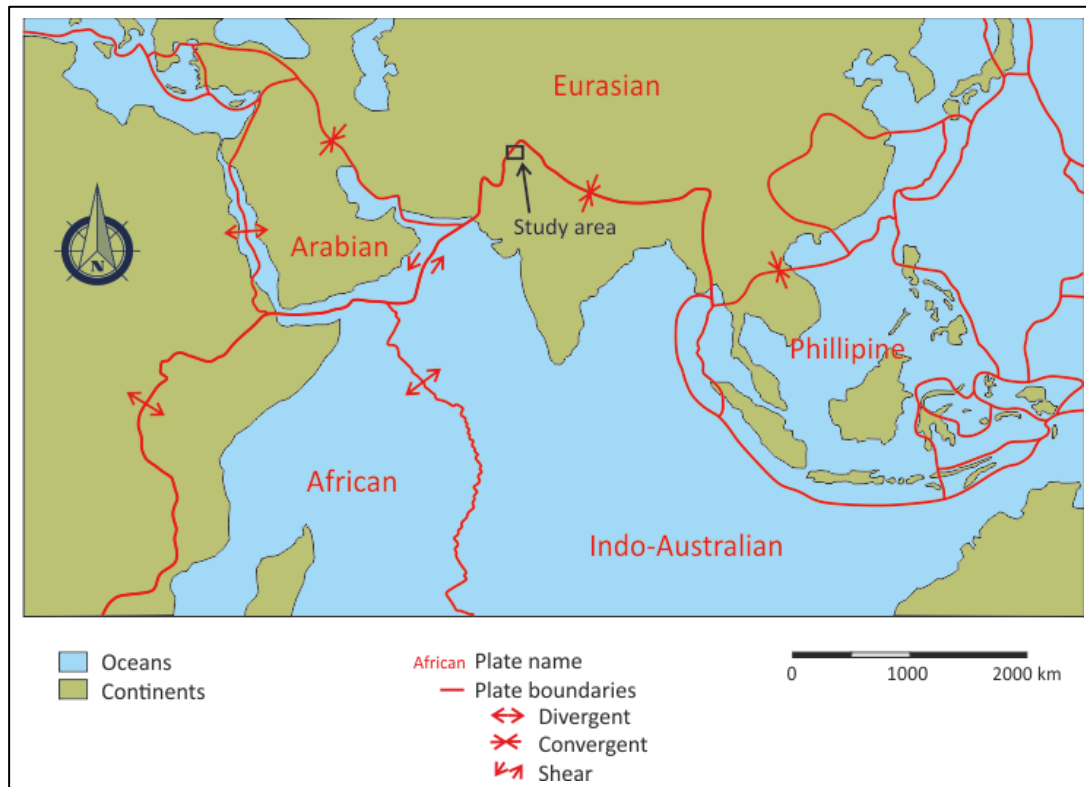 Eurasian
Study area
Arabian
N
Phillipine
African
Indo-Australian
Oceans
Continents
African Plate name
Plate boundaries
Divergent
Convergent
Shear
0 1000 2000 km